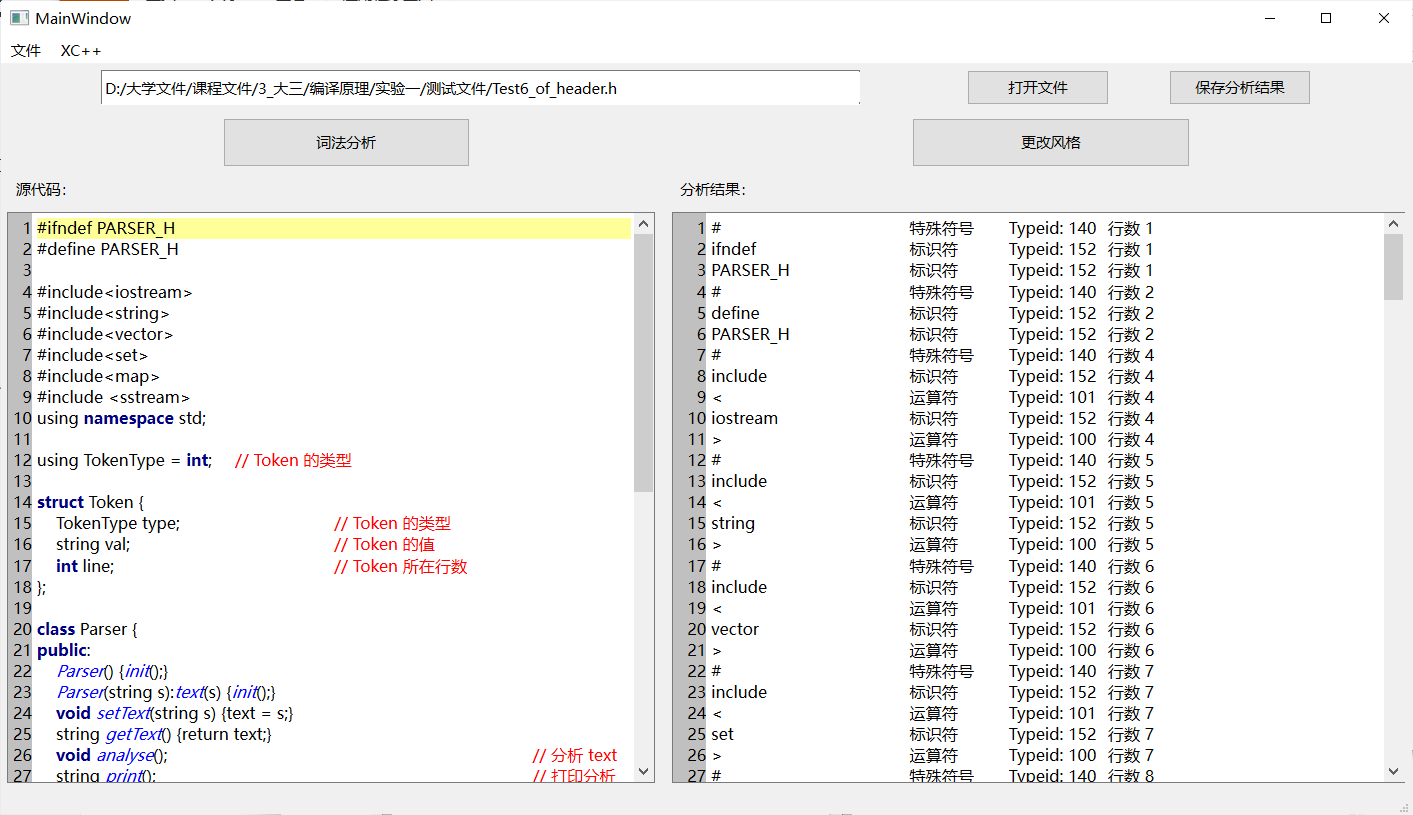 MainWindow
文件 XC++
D:/大学文件/课程文件/3_大三/编译原理/实验一/测试文件/Test6_of_header.h 打开文件 保存分析结果
词法分析 更改风格
源代码：
1 #ifndef PARSER_H
2 #define PARSER_H
3
4 #include<iostream>
5 #include<string>
6 #include<vector>
7 #include<set>
8 #include<map>
9 #include <sstream>
10 using namespace std;
11
12 using TokenType = int; // Token 的类型
13
14 struct Token {
15 TokenType type; // Token 的类型
16 string val; // Token 的值
17 int line; // Token 所在行数
18 };
19
20 class Parser {
21 public:
22 Parser() {init();}
23 Parser(string s):text(s) {init();}
24 void setText(string s) {text = s;}
25 string getText() {return text;}
26 void analyse(); // 分析 text
27 string print(); // 打印分析
分析结果：
1 # 特殊符号 Typeid: 140 行数 1
2 ifndef 标识符 Typeid: 152 行数 1
3 PARSER_H 标识符 Typeid: 152 行数 1
4 # 特殊符号 Typeid: 140 行数 2
5 define 标识符 Typeid: 152 行数 2
6 PARSER_H 标识符 Typeid: 152 行数 2
7 # 特殊符号 Typeid: 140 行数 4
8 include 标识符 Typeid: 152 行数 4
9 < 运算符 Typeid: 101 行数 4
10 iostream 标识符 Typeid: 152 行数 4
11 > 运算符 Typeid: 100 行数 4
12 # 特殊符号 Typeid: 140 行数 5
13 include 标识符 Typeid: 152 行数 5
14 < 运算符 Typeid: 101 行数 5
15 string 标识符 Typeid: 152 行数 5
16 > 运算符 Typeid: 100 行数 5
17 # 特殊符号 Typeid: 140 行数 6
18 include 标识符 Typeid: 152 行数 6
19 < 运算符 Typeid: 101 行数 6
20 vector 标识符 Typeid: 152 行数 6
21 > 运算符 Typeid: 100 行数 6
22 # 特殊符号 Typeid: 140 行数 7
23 include 标识符 Typeid: 152 行数 7
24 < 运算符 Typeid: 101 行数 7
25 set 标识符 Typeid: 152 行数 7
26 > 运算符 Typeid: 100 行数 7
27 # 特殊符号 Typeid: 140 行数 8